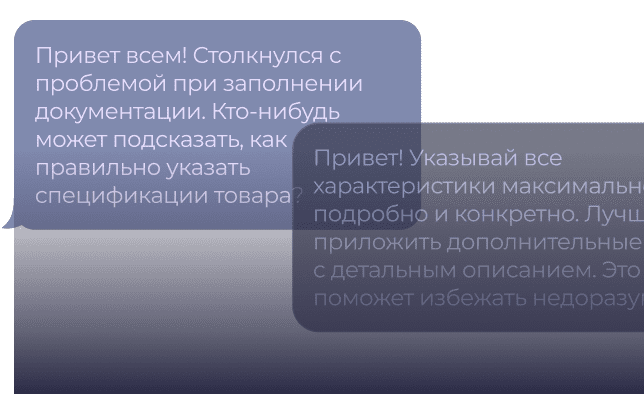 Привет всем! Столкнулся с
проблемой при заполнении
документации. Кто-нибудь
может подсказать, как
правильно указать
спецификации товара?
Привет! Указывай все
характеристики
подробно и конкретно.
приложить дополнительные
с детальным описанием. Это
поможет избежать